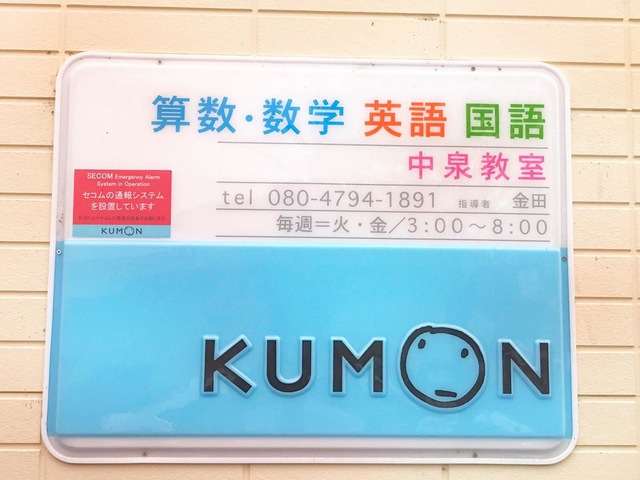 算数・数学 英語 国語
中泉教室
tel 080-4794-1891 指導者 金田
毎週=火・金/3:00〜8:00
SECOM Emergency Alarm
System in Operation
セコムの通報システム
を設置しています
KUMON
KUMON